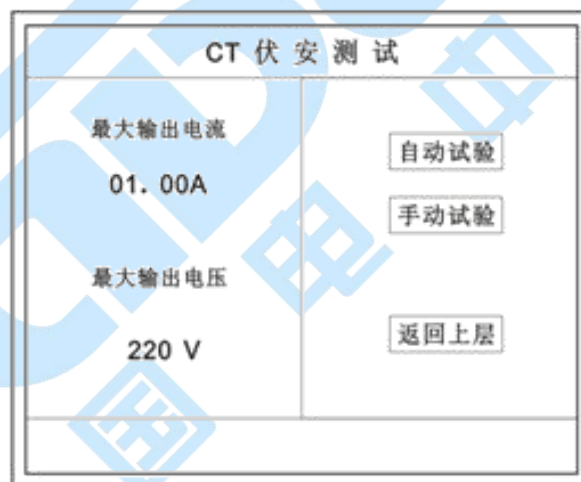 CT 伏 安 测 试
最大输出电流
01. 00A
最大输出电压
220 V
自动试验
手动试验
返回上层